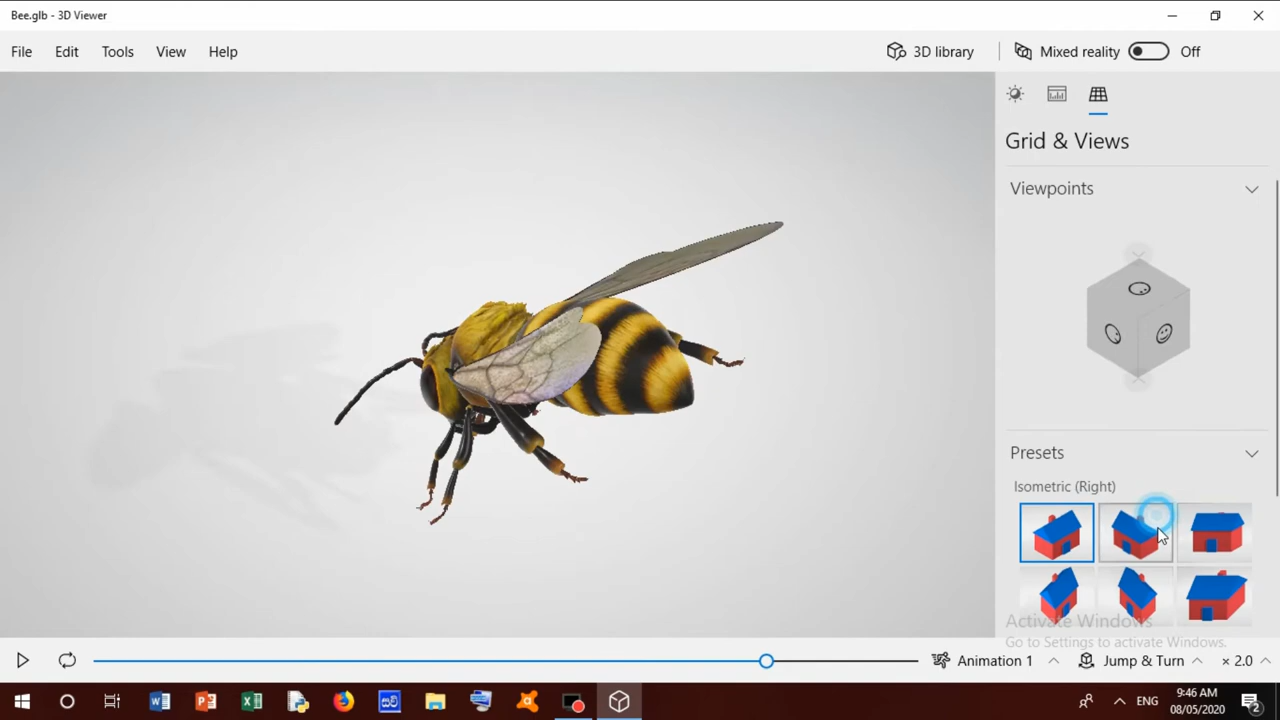 Bee.glb - 3D Viewer
File Edit Tools View Help
3D library
Mixed reality Off
Grid & Views
Viewpoints
Presets
Isometric (Right)
Activate Windows
Go to Settings to activate Windows.
Animation 1
Jump & Turn
× 2.0
ENG
9:46 AM
08/05/2020
2